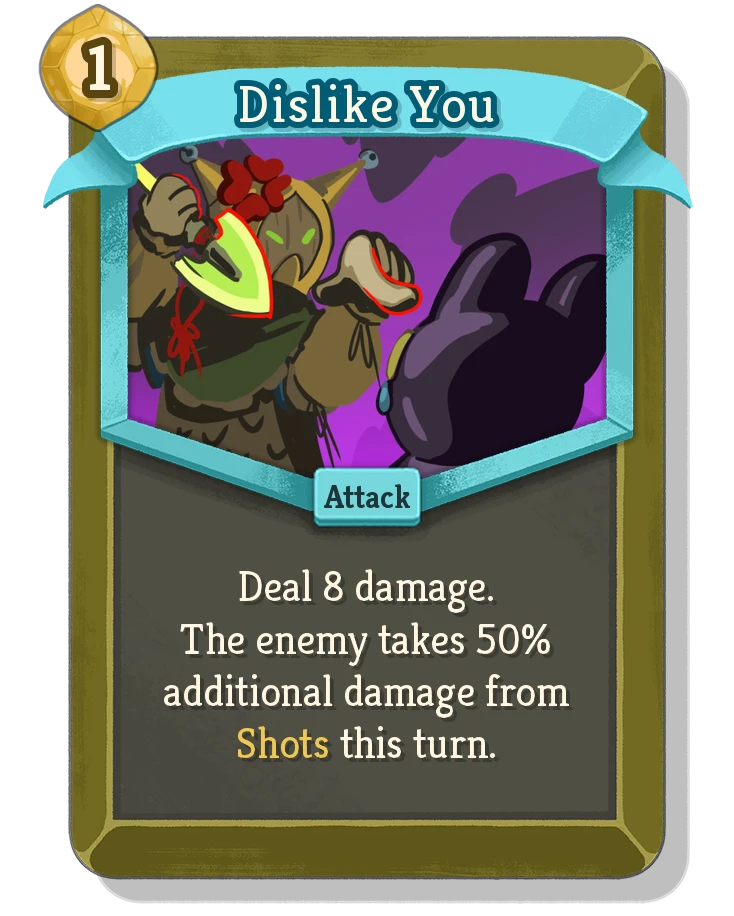 1
Dislike You
Attack
Deal 8 damage.
The enemy takes 50%
additional damage from
Shots this turn.